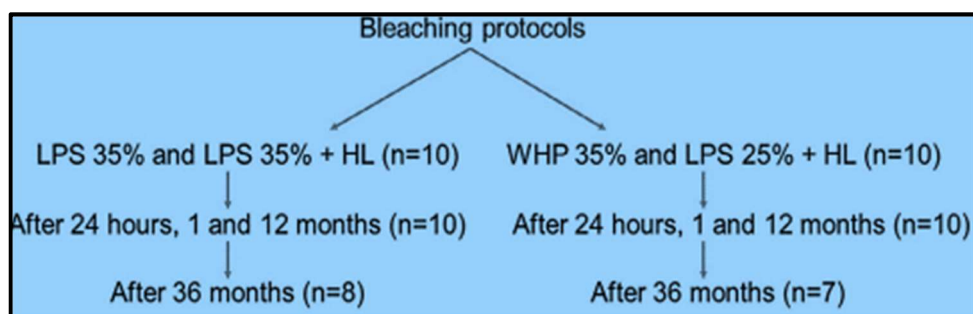 Bleaching protocols
LPS 35% and LPS 35% + HL (n=10)
WHP 35% and LPS 25% + HL (n=10)
After 24 hours, 1 and 12 months (n=10)
After 24 hours, 1 and 12 months (n=10)
After 36 months (n=8)
After 36 months (n=7)